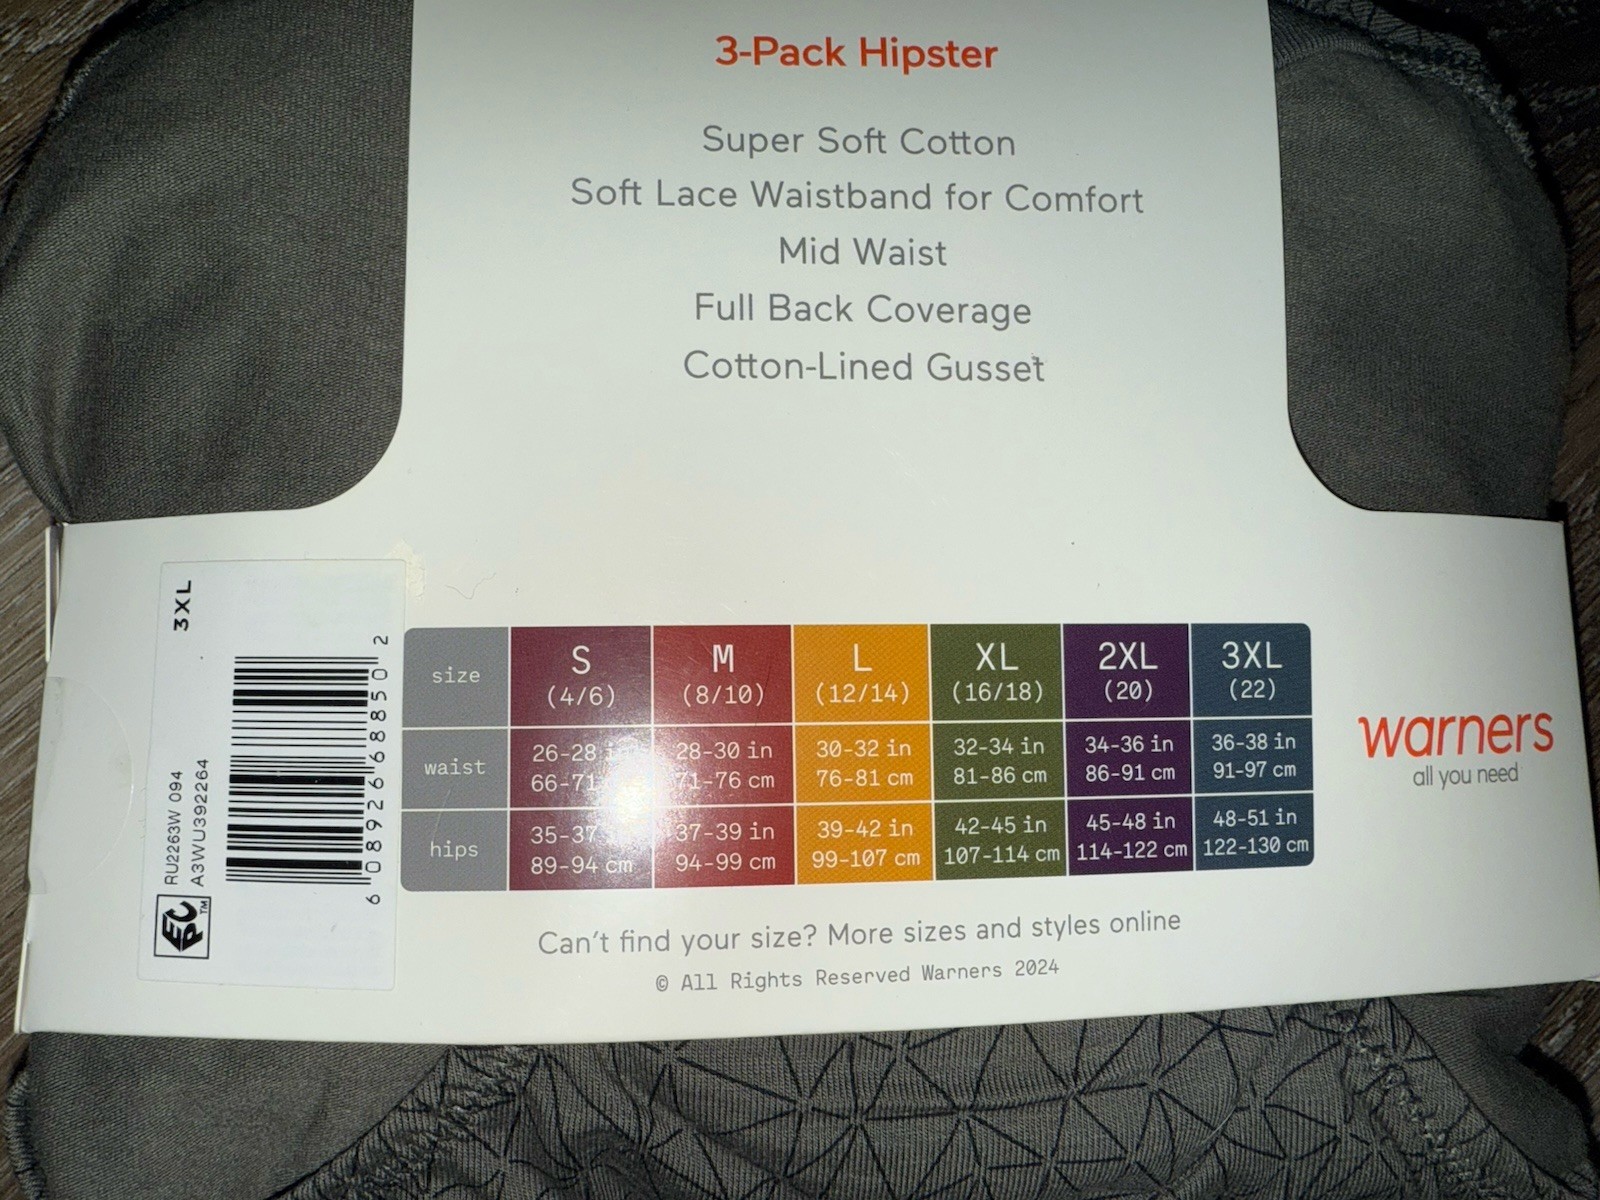 3-Pack Hipster
Super Soft Cotton
Soft Lace Waistband for Comfort
Mid Waist
Full Back Coverage
Cotton-Lined Gusset
3XL
RU2263W 094
A3WU392264
6 08926 68850 2
EPC™
size S M L XL 2XL 3XL
(4/6) (8/10) (12/14) (16/18) (20) (22)
waist 26-28 28-30 in 30-32 in 32-34 in 34-36 in 36-38 in
66-71 71-76 cm 76-81 cm 81-86 cm 86-91 cm 91-97 cm
hips 35-37 37-39 in 39-42 in 42-45 in 45-48 in 48-51 in
89-94 cm 94-99 cm 99-107 cm 107-114 cm 114-122 cm 122-130 cm
warners
all you need
Can't find your size? More sizes and styles online
© All Rights Reserved Warners 2024